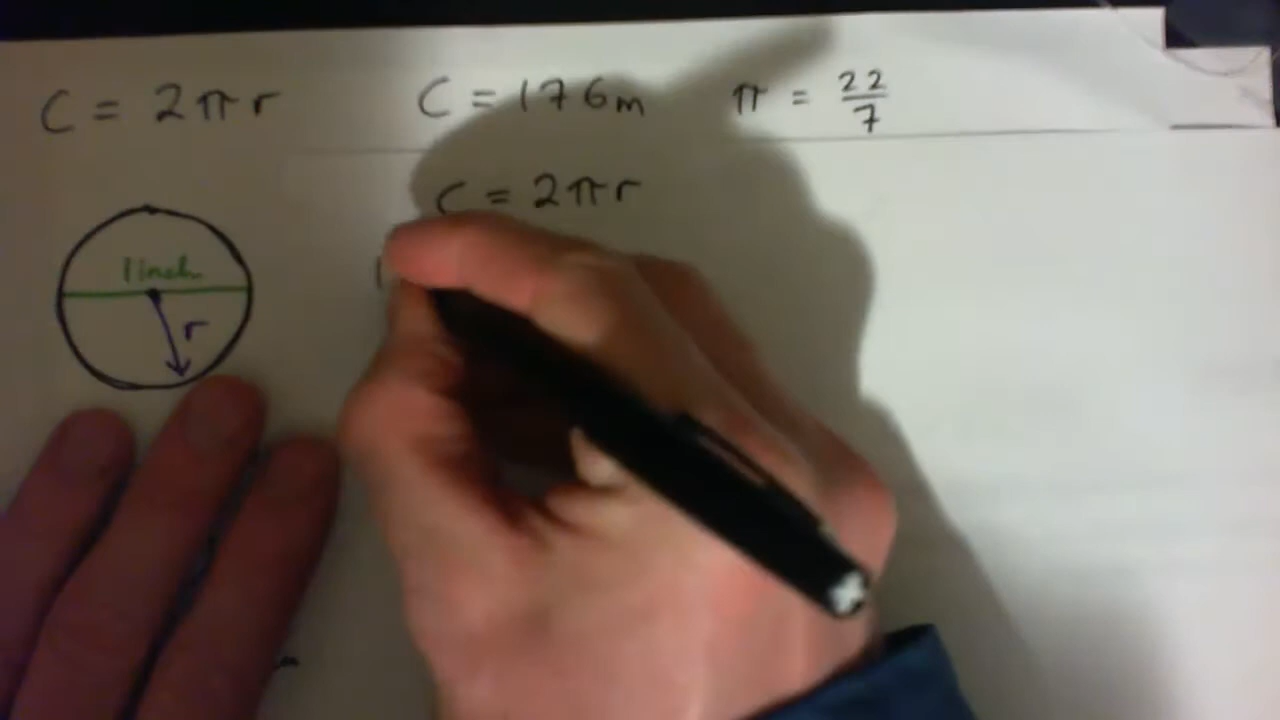 C = 2πr C = 176m π = 22/7
C = 2πr
1 inch
r